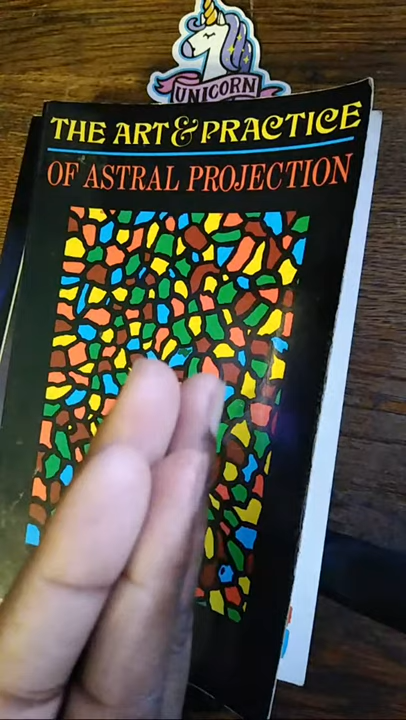 UNICORN
THE ART & PRACTICE
OF ASTRAL PROJECTION